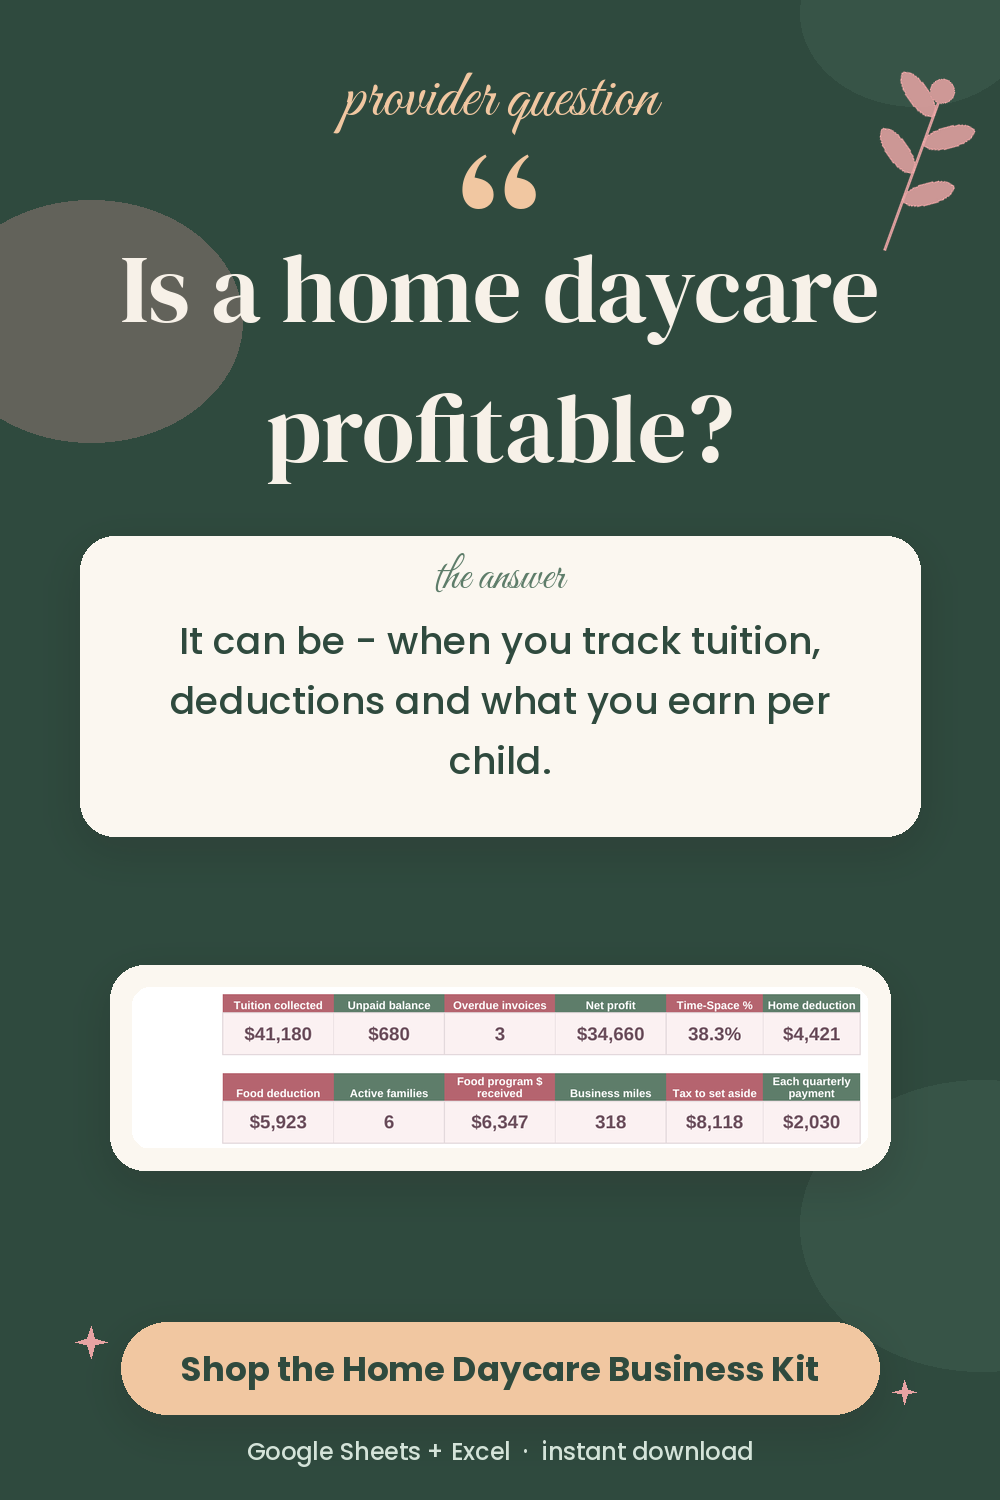 provider question
“
Is a home daycare
profitable?
the answer
It can be - when you track tuition,
deductions and what you earn per
child.
Tuition collected Unpaid balance Overdue invoices Net profit Time-Space % Home deduction
$41,180 $680 3 $34,660 38.3% $4,421
Food deduction Active families Food program $ received Business miles Tax to set aside Each quarterly payment
$5,923 6 $6,347 318 $8,118 $2,030
Shop the Home Daycare Business Kit
Google Sheets + Excel · instant download